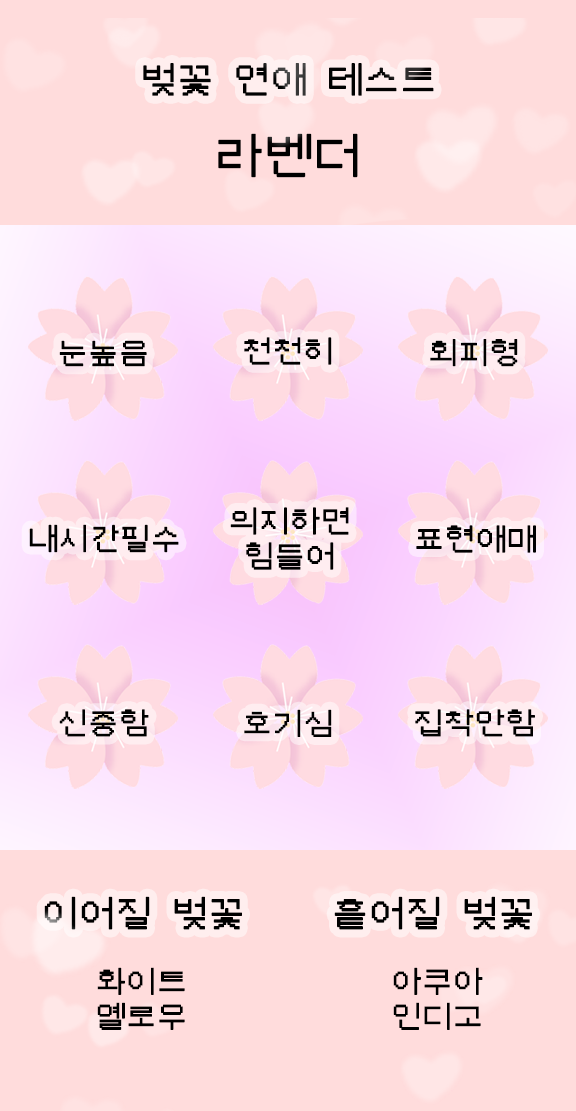 벚꽃 연애 테스트
라벤더
눈높음 천천히 회피형
내시간필수 의지하면 힘들어 표현애매
신중함 호기심 집착안함
이어질 벚꽃 흩어질 벚꽃
화이트 아쿠아
옐로우 인디고